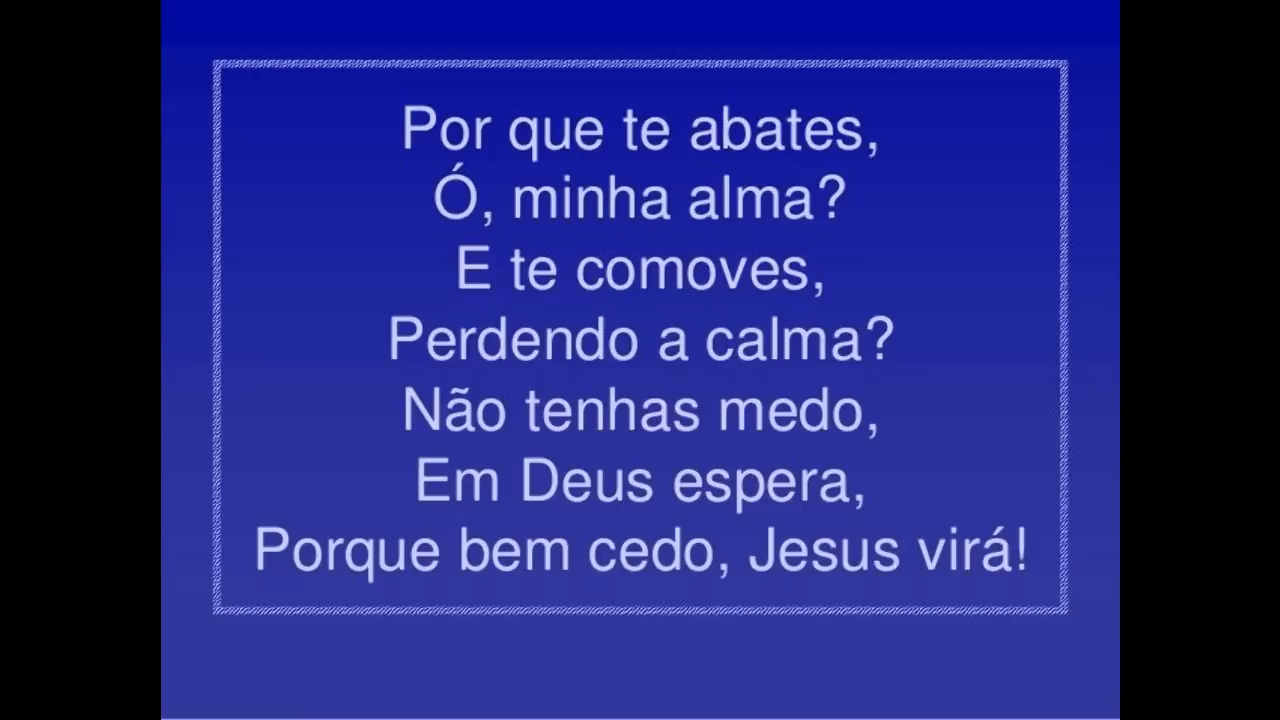 Por que te abates,
Ó, minha alma?
E te comoves,
Perdendo a calma?
Não tenhas medo,
Em Deus espera,
Porque bem cedo, Jesus virá!